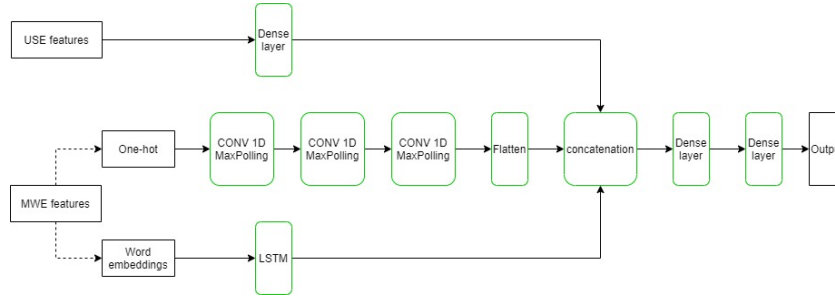 USE features
Dense
layer
One-hot
CONV 1D
MaxPolling
CONV 1D
MaxPolling
CONV 1D
MaxPolling
Flatten
concatenation
Dense
layer
Dense
layer
Output
MWE features
Word
embeddings
LSTM